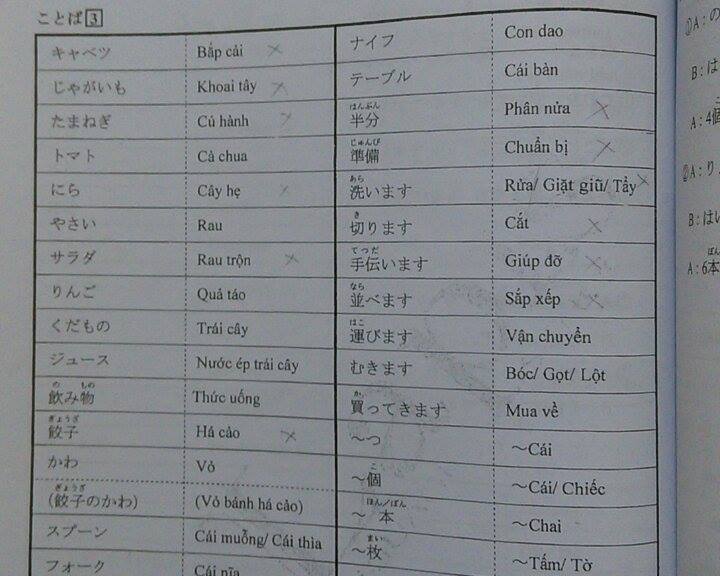 ことば 3
キャベツ Bắp cải
じゃがいも Khoai tây
たまねぎ Củ hành
トマト Cà chua
にら Cây hẹ
やさい Rau
サラダ Rau trộn
りんご Quả táo
くだもの Trái cây
ジュース Nước ép trái cây
の もの
飲み物 Thức uống
ぎょうざ
餃子 Há cảo
かわ Vỏ
ぎょうざ
(餃子のかわ) (Vỏ bánh há cảo)
スプーン Cái muỗng/ Cái thìa
フォーク Cái nĩa
ナイフ Con dao
テーブル Cái bàn
はんぶん
半分 Phân nửa
じゅんび
準備 Chuẩn bị
あら
洗います Rửa/ Giặt giũ/ Tẩy
き
切ります Cắt
てつだ
手伝います Giúp đỡ
なら
並べます Sắp xếp
はこ
運びます Vận chuyển
むきます Bóc/ Gọt/ Lột
か
買ってきます Mua về
～つ ～Cái
こ
～個 ～Cái/ Chiếc
ほん/ぼん
～本 ～Chai
まい
～枚 ～Tấm/ Tờ
①A:の
B:は
A:4個
②A:り
B:はい
ぽん
A:6本